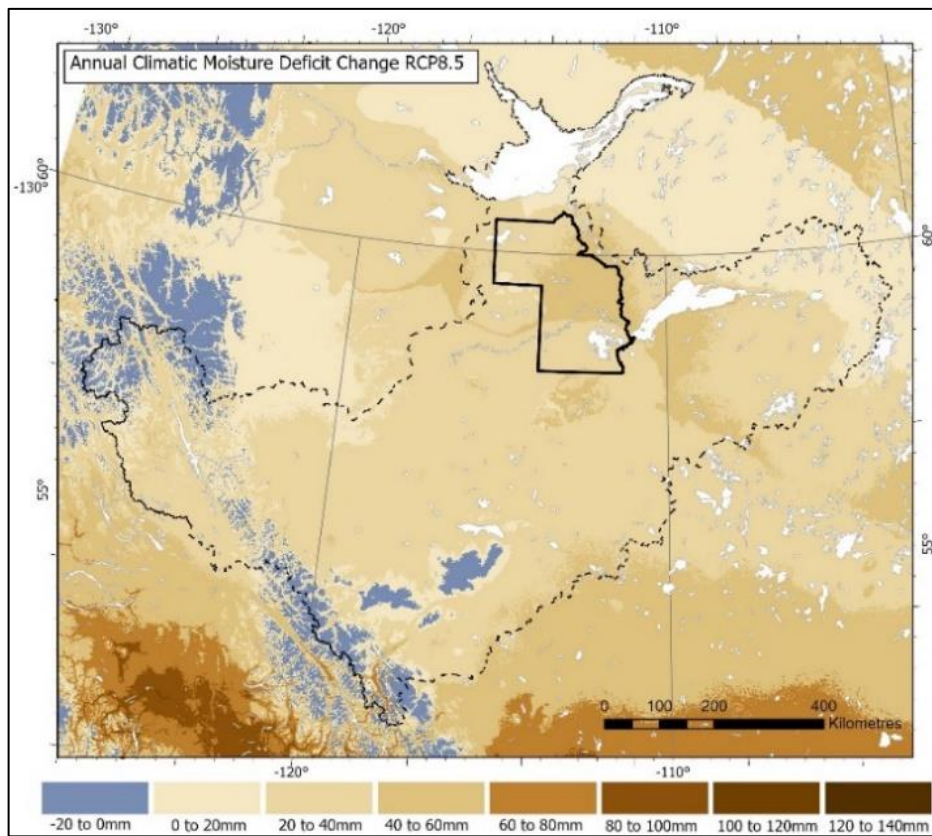 -130° -120° -110°
Annual Climatic Moisture Deficit Change RCP8.5
-130° 60°
60°
55°
55°
0 100 200 400
Kilometres
-120° -110°
-20 to 0mm 0 to 20mm 20 to 40mm 40 to 60mm 60 to 80mm 80 to 100mm 100 to 120mm 120 to 140mm